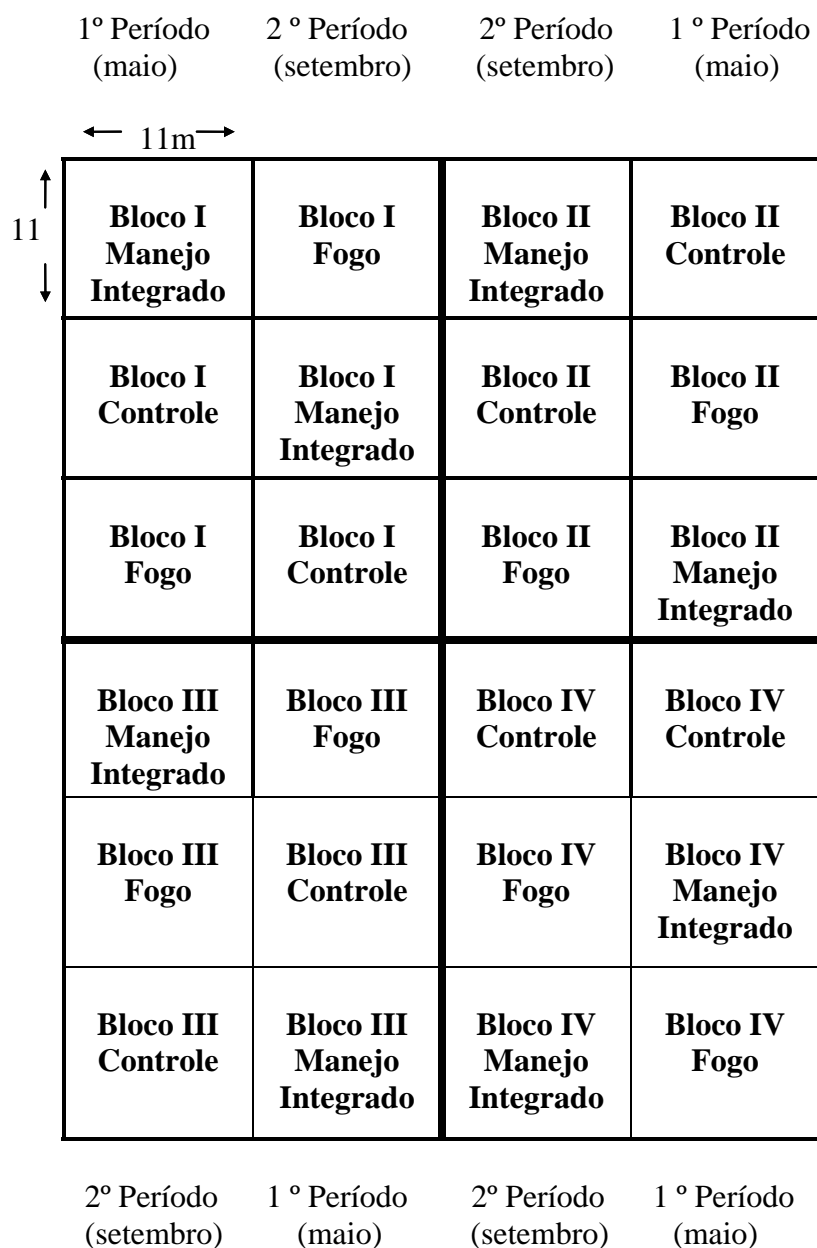 1º Período 2 º Período 2º Período 1 º Período
(maio) (setembro) (setembro) (maio)
11m
11
Bloco I Bloco I Bloco II Bloco II
Manejo Fogo Manejo Controle
Integrado Integrado
Bloco I Bloco I Bloco II Bloco II
Controle Manejo Controle Fogo
Integrado
Bloco I Bloco I Bloco II Bloco II
Fogo Controle Fogo Manejo
Integrado
Bloco III Bloco III Bloco IV Bloco IV
Manejo Fogo Controle Controle
Integrado
Bloco III Bloco III Bloco IV Bloco IV
Fogo Controle Fogo Manejo
Integrado
Bloco III Bloco III Bloco IV Bloco IV
Controle Manejo Manejo Fogo
Integrado Integrado
2º Período 1 º Período 2º Período 1 º Período
(setembro) (maio) (setembro) (maio)